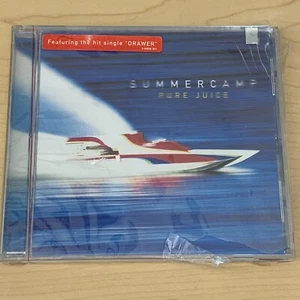 Featuring the hit single "DRAWER"
SUMMERCAMP
PURE JUICE